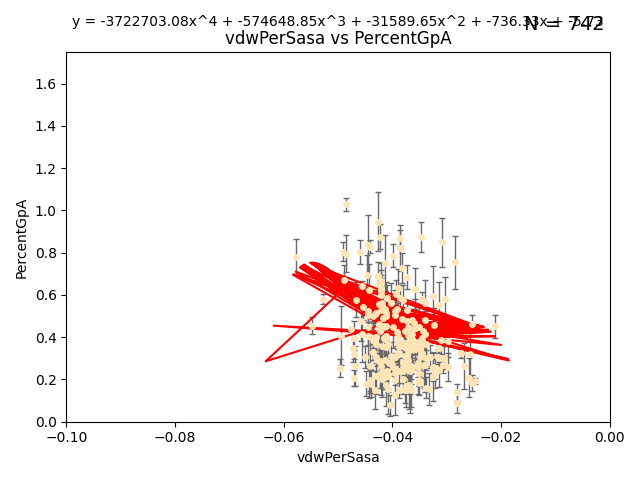 y = -3722703.08x^4 + -574648.85x^3 + -31589.65x^2 + -736.33x + -5.73
N = 742
vdwPerSasa vs PercentGpA
1.6
1.4
1.2
1.0
0.8
0.6
0.4
0.2
0.0
PercentGpA
−0.10 −0.08 −0.06 −0.04 −0.02 0.00
vdwPerSasa